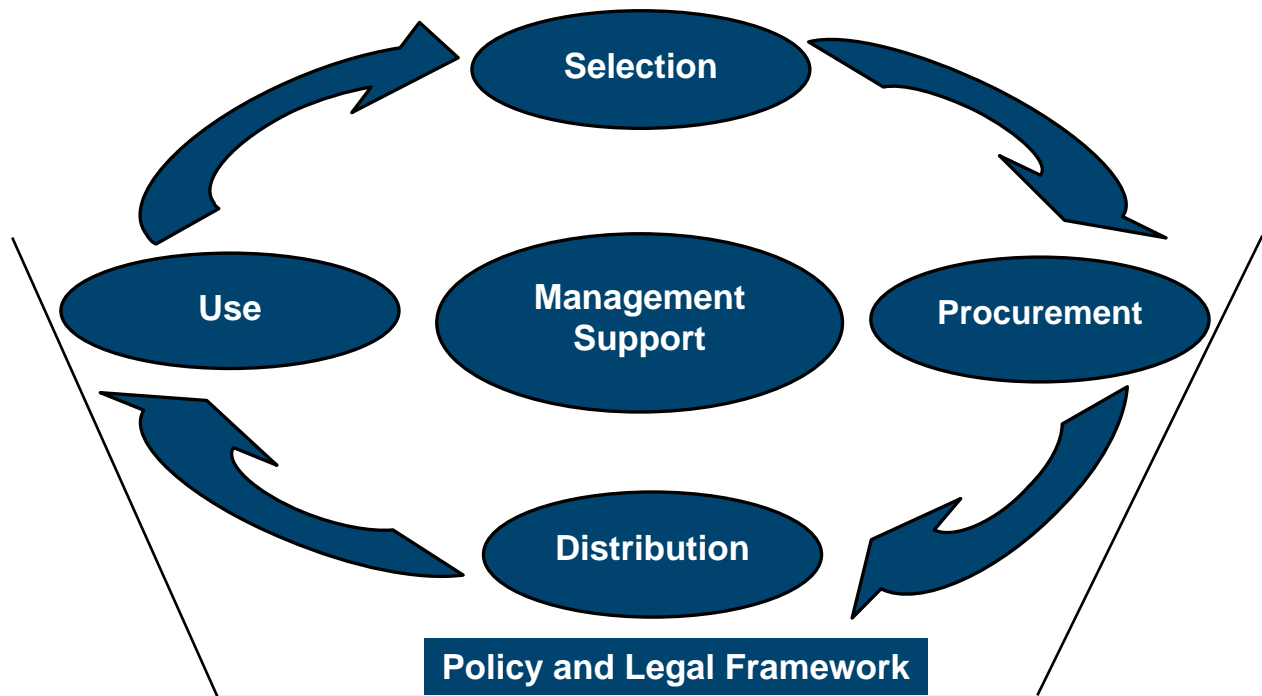 Selection
Use
Management
Support
Procurement
Distribution
Policy and Legal Framework